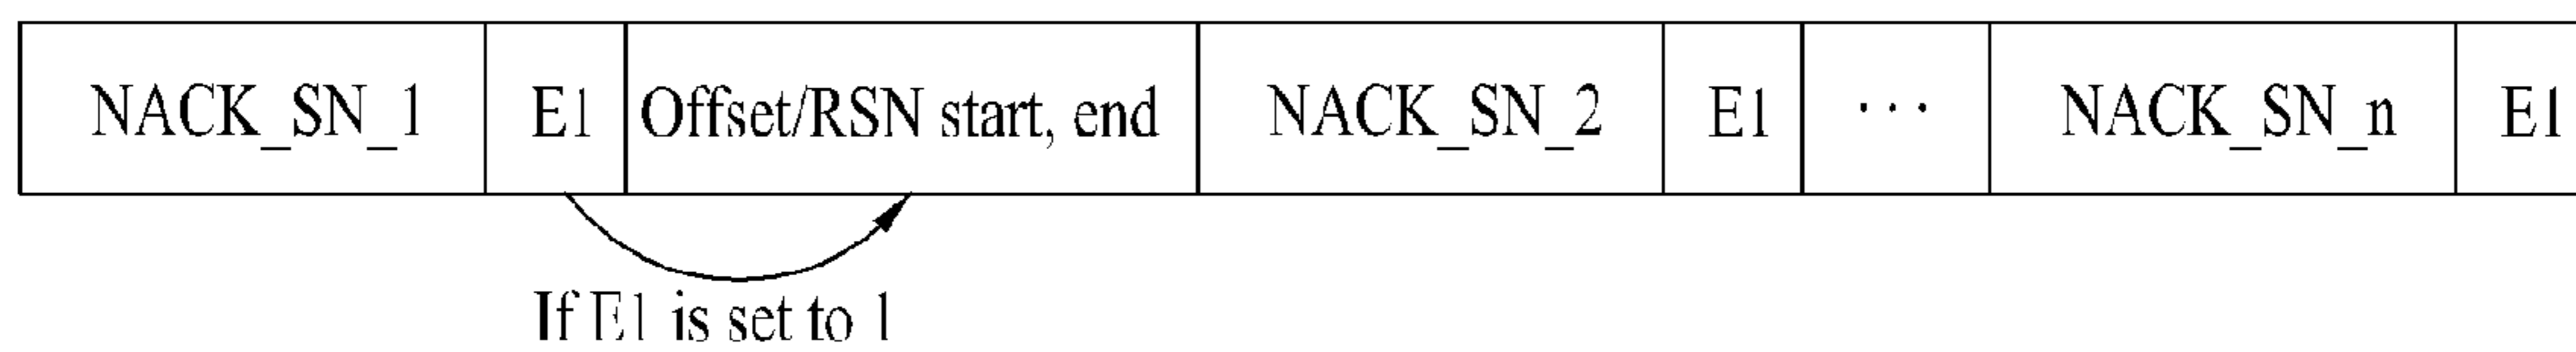 NACK_SN_1 E1 Offset/RSN start, end NACK_SN_2 E1 ... NACK_SN_n E1
If E1 is set to 1